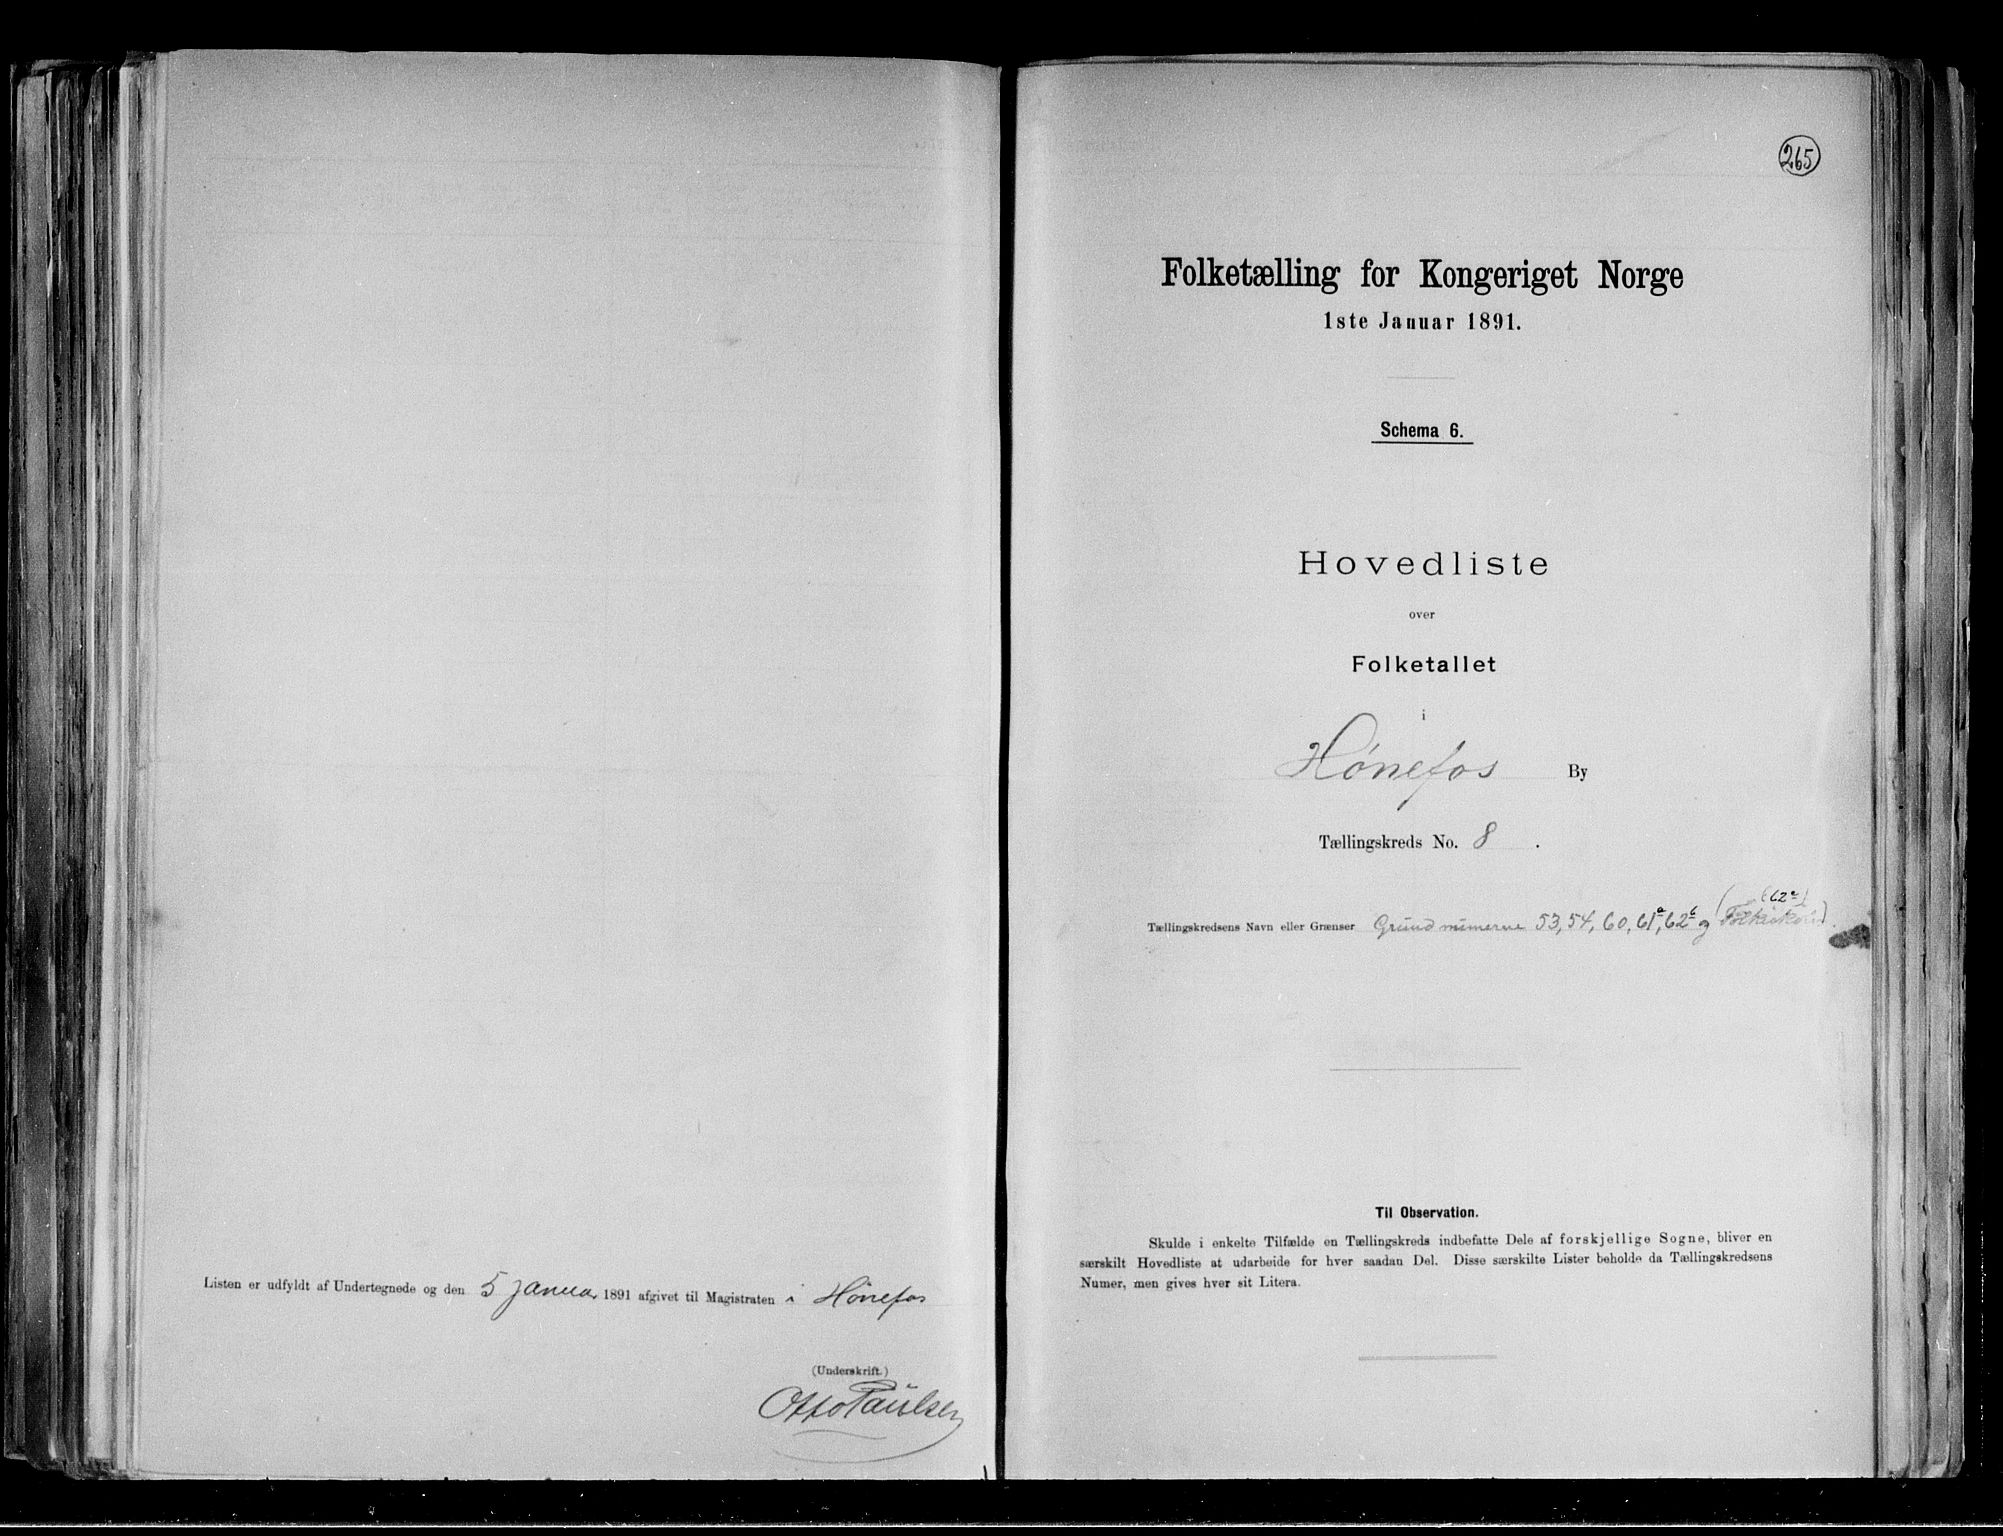 Listen er udfyldt af Undertegnede og den 5 Januar 1891 afgivet til Magistraten i Hønefos
(Underskrift.)
Otto Paulsen
265
Folketælling for Kongeriget Norge
1ste Januar 1891.
Schema 6.
Hovedliste
over
Folketallet
i
Hønefos By
Tællingskreds No. 8.
(62a)
Tællingskredsens Navn eller Grænser Grundnumerne 53, 54, 60, 61a, 62b og
Til Observation.
Skulde i enkelte Tilfælde en Tællingskreds indbefatte Dele af forskjellige Sogne, bliver en
særskilt Hovedliste at udarbeide for hver saadan Del. Disse særskilte Lister beholde da Tællingskredsens
Numer, men gives hver sit Litera.